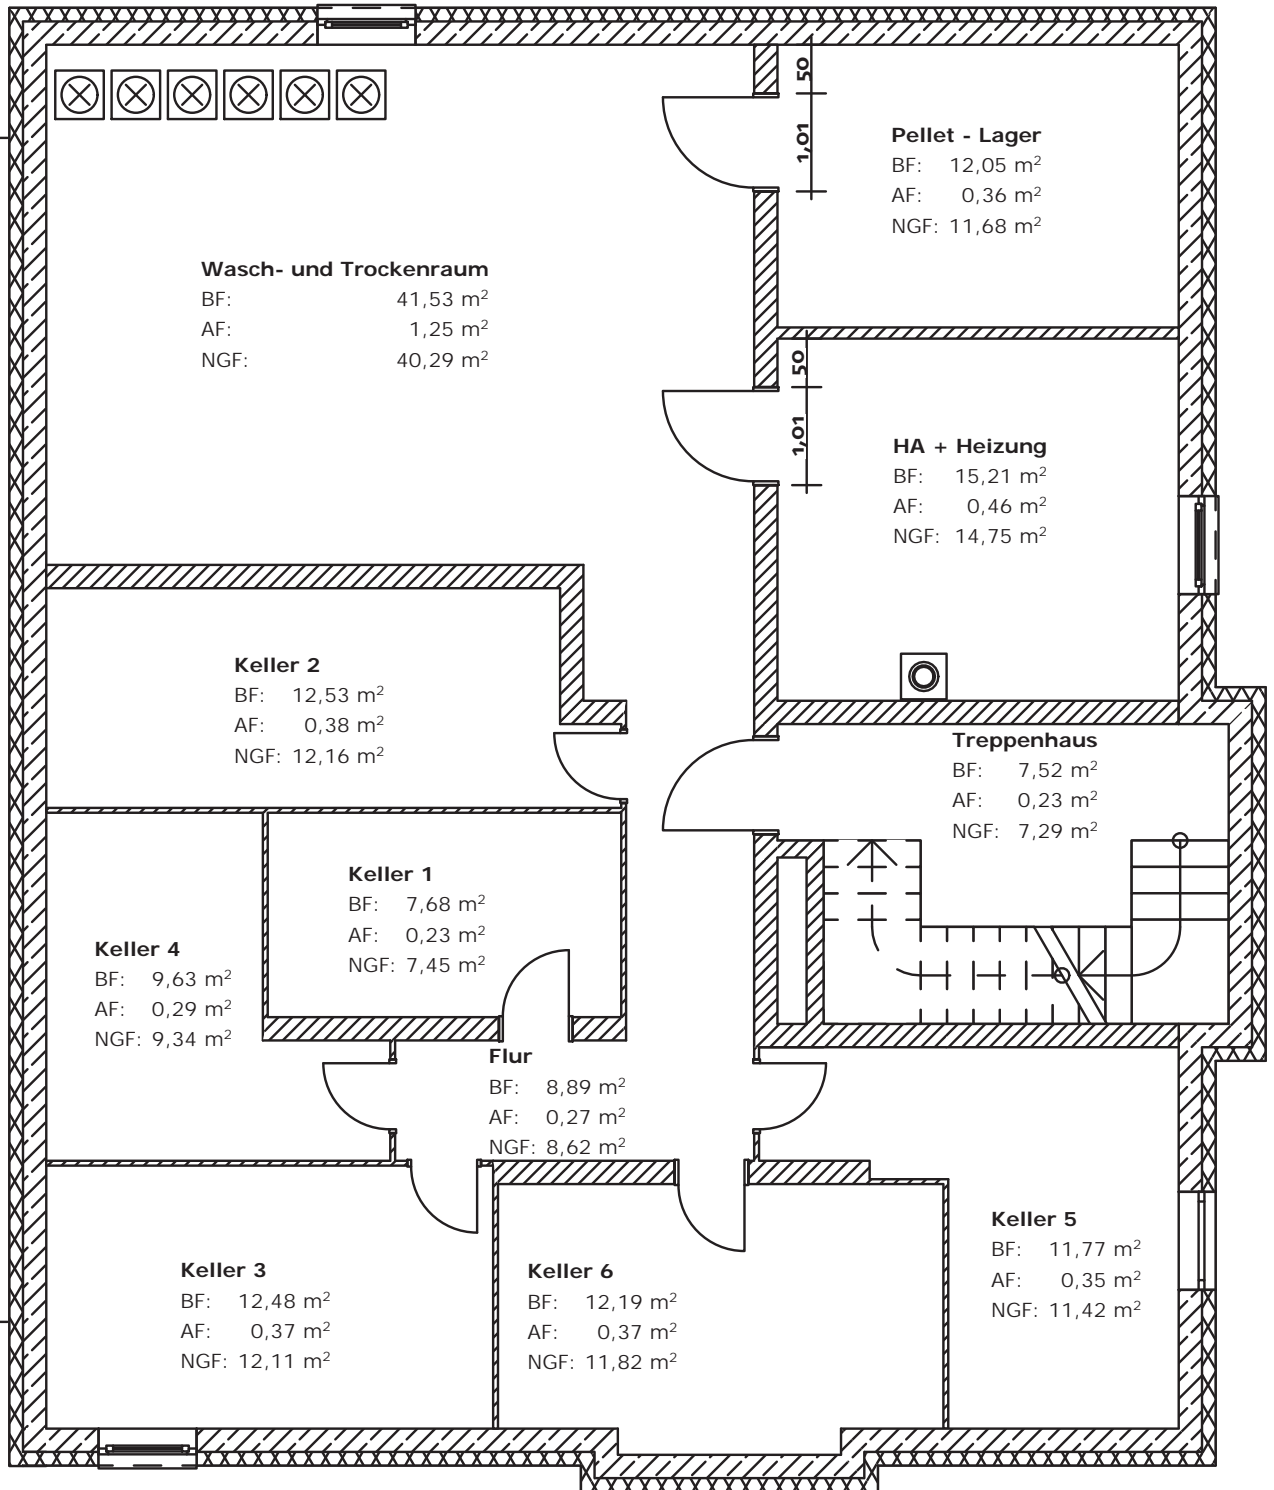 50
1,01
Pellet - Lager
BF: 12,05 m²
AF: 0,36 m²
NGF: 11,68 m²
Wasch- und Trockenraum
BF: 41,53 m²
AF: 1,25 m²
NGF: 40,29 m²
50
1,01
HA + Heizung
BF: 15,21 m²
AF: 0,46 m²
NGF: 14,75 m²
Keller 2
BF: 12,53 m²
AF: 0,38 m²
NGF: 12,16 m²
Treppenhaus
BF: 7,52 m²
AF: 0,23 m²
NGF: 7,29 m²
Keller 1
BF: 7,68 m²
AF: 0,23 m²
NGF: 7,45 m²
Keller 4
BF: 9,63 m²
AF: 0,29 m²
NGF: 9,34 m²
Flur
BF: 8,89 m²
AF: 0,27 m²
NGF: 8,62 m²
Keller 5
BF: 11,77 m²
AF: 0,35 m²
NGF: 11,42 m²
Keller 3
BF: 12,48 m²
AF: 0,37 m²
NGF: 12,11 m²
Keller 6
BF: 12,19 m²
AF: 0,37 m²
NGF: 11,82 m²